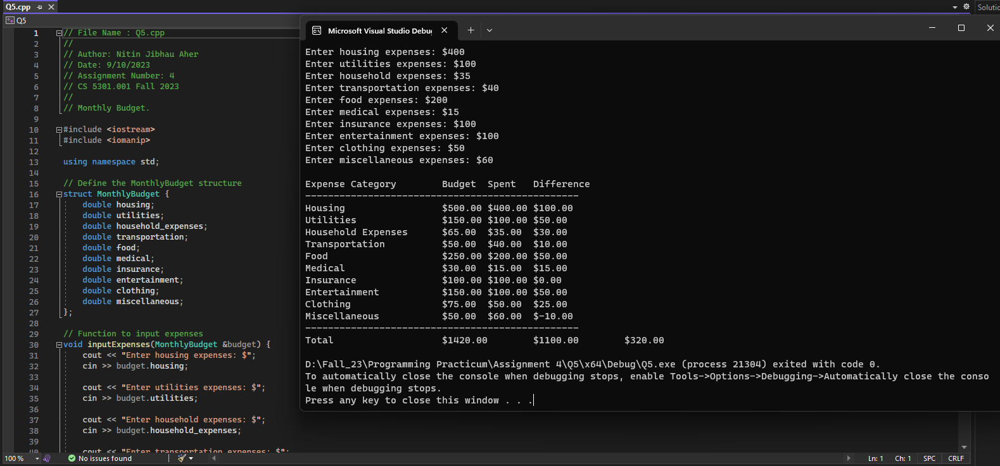 Q5.cpp
Solutio
Q5
1 // File Name : Q5.cpp
2 //
3 // Author: Nitin Jibhau Aher
4 // Date: 9/10/2023
5 // Assignment Number: 4
6 // CS 5301.001 Fall 2023
7 //
8 // Monthly Budget.
9
10 #include <iostream>
11 #include <iomanip>
12
13 using namespace std;
14
15 // Define the MonthlyBudget structure
16 struct MonthlyBudget {
17 double housing;
18 double utilities;
19 double household_expenses;
20 double transportation;
21 double food;
22 double medical;
23 double insurance;
24 double entertainment;
25 double clothing;
26 double miscellaneous;
27 };
28
29 // Function to input expenses
30 void inputExpenses(MonthlyBudget &budget) {
31 cout << "Enter housing expenses: $";
32 cin >> budget.housing;
33
34 cout << "Enter utilities expenses: $";
35 cin >> budget.utilities;
36
37 cout << "Enter household expenses: $";
38 cin >> budget.household_expenses;
39
40 cout << "Enter transportation expenses: $";
Microsoft Visual Studio Debug
Enter housing expenses: $400
Enter utilities expenses: $100
Enter household expenses: $35
Enter transportation expenses: $40
Enter food expenses: $200
Enter medical expenses: $15
Enter insurance expenses: $100
Enter entertainment expenses: $100
Enter clothing expenses: $50
Enter miscellaneous expenses: $60
Expense Category Budget Spent Difference
------------------------------------------------
Housing $500.00 $400.00 $100.00
Utilities $150.00 $100.00 $50.00
Household Expenses $65.00 $35.00 $30.00
Transportation $50.00 $40.00 $10.00
Food $250.00 $200.00 $50.00
Medical $30.00 $15.00 $15.00
Insurance $100.00 $100.00 $0.00
Entertainment $150.00 $100.00 $50.00
Clothing $75.00 $50.00 $25.00
Miscellaneous $50.00 $60.00 $-10.00
------------------------------------------------
Total $1420.00 $1100.00 $320.00
D:\Fall_23\Programming Practicum\Assignment 4\Q5\x64\Debug\Q5.exe (process 21304) exited with code 0.
To automatically close the console when debugging stops, enable Tools->Options->Debugging->Automatically close the conso
le when debugging stops.
Press any key to close this window . . .
100 % No issues found Ln: 1 Ch: 1 SPC CRLF